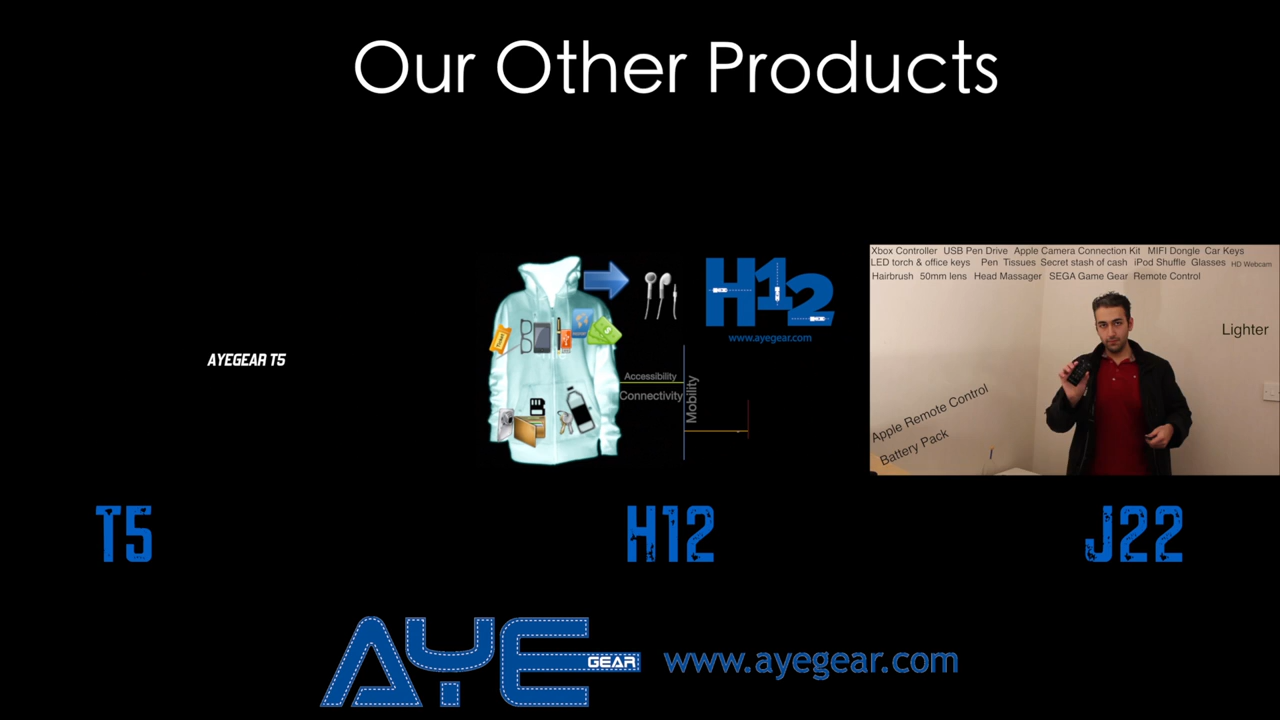 Our Other Products
AYEGEAR T5
H12
www.ayegear.com
Accessibility
Connectivity
Mobility
Xbox Controller USB Pen Drive Apple Camera Connection Kit MIFI Dongle Car Keys
LED torch & office keys Pen Tissues Secret stash of cash iPod Shuffle Glasses HD Webcam
Hairbrush 50mm lens Head Massager SEGA Game Gear Remote Control
Lighter
Apple Remote Control
Battery Pack
T5
H12
J22
AYE GEAR www.ayegear.com